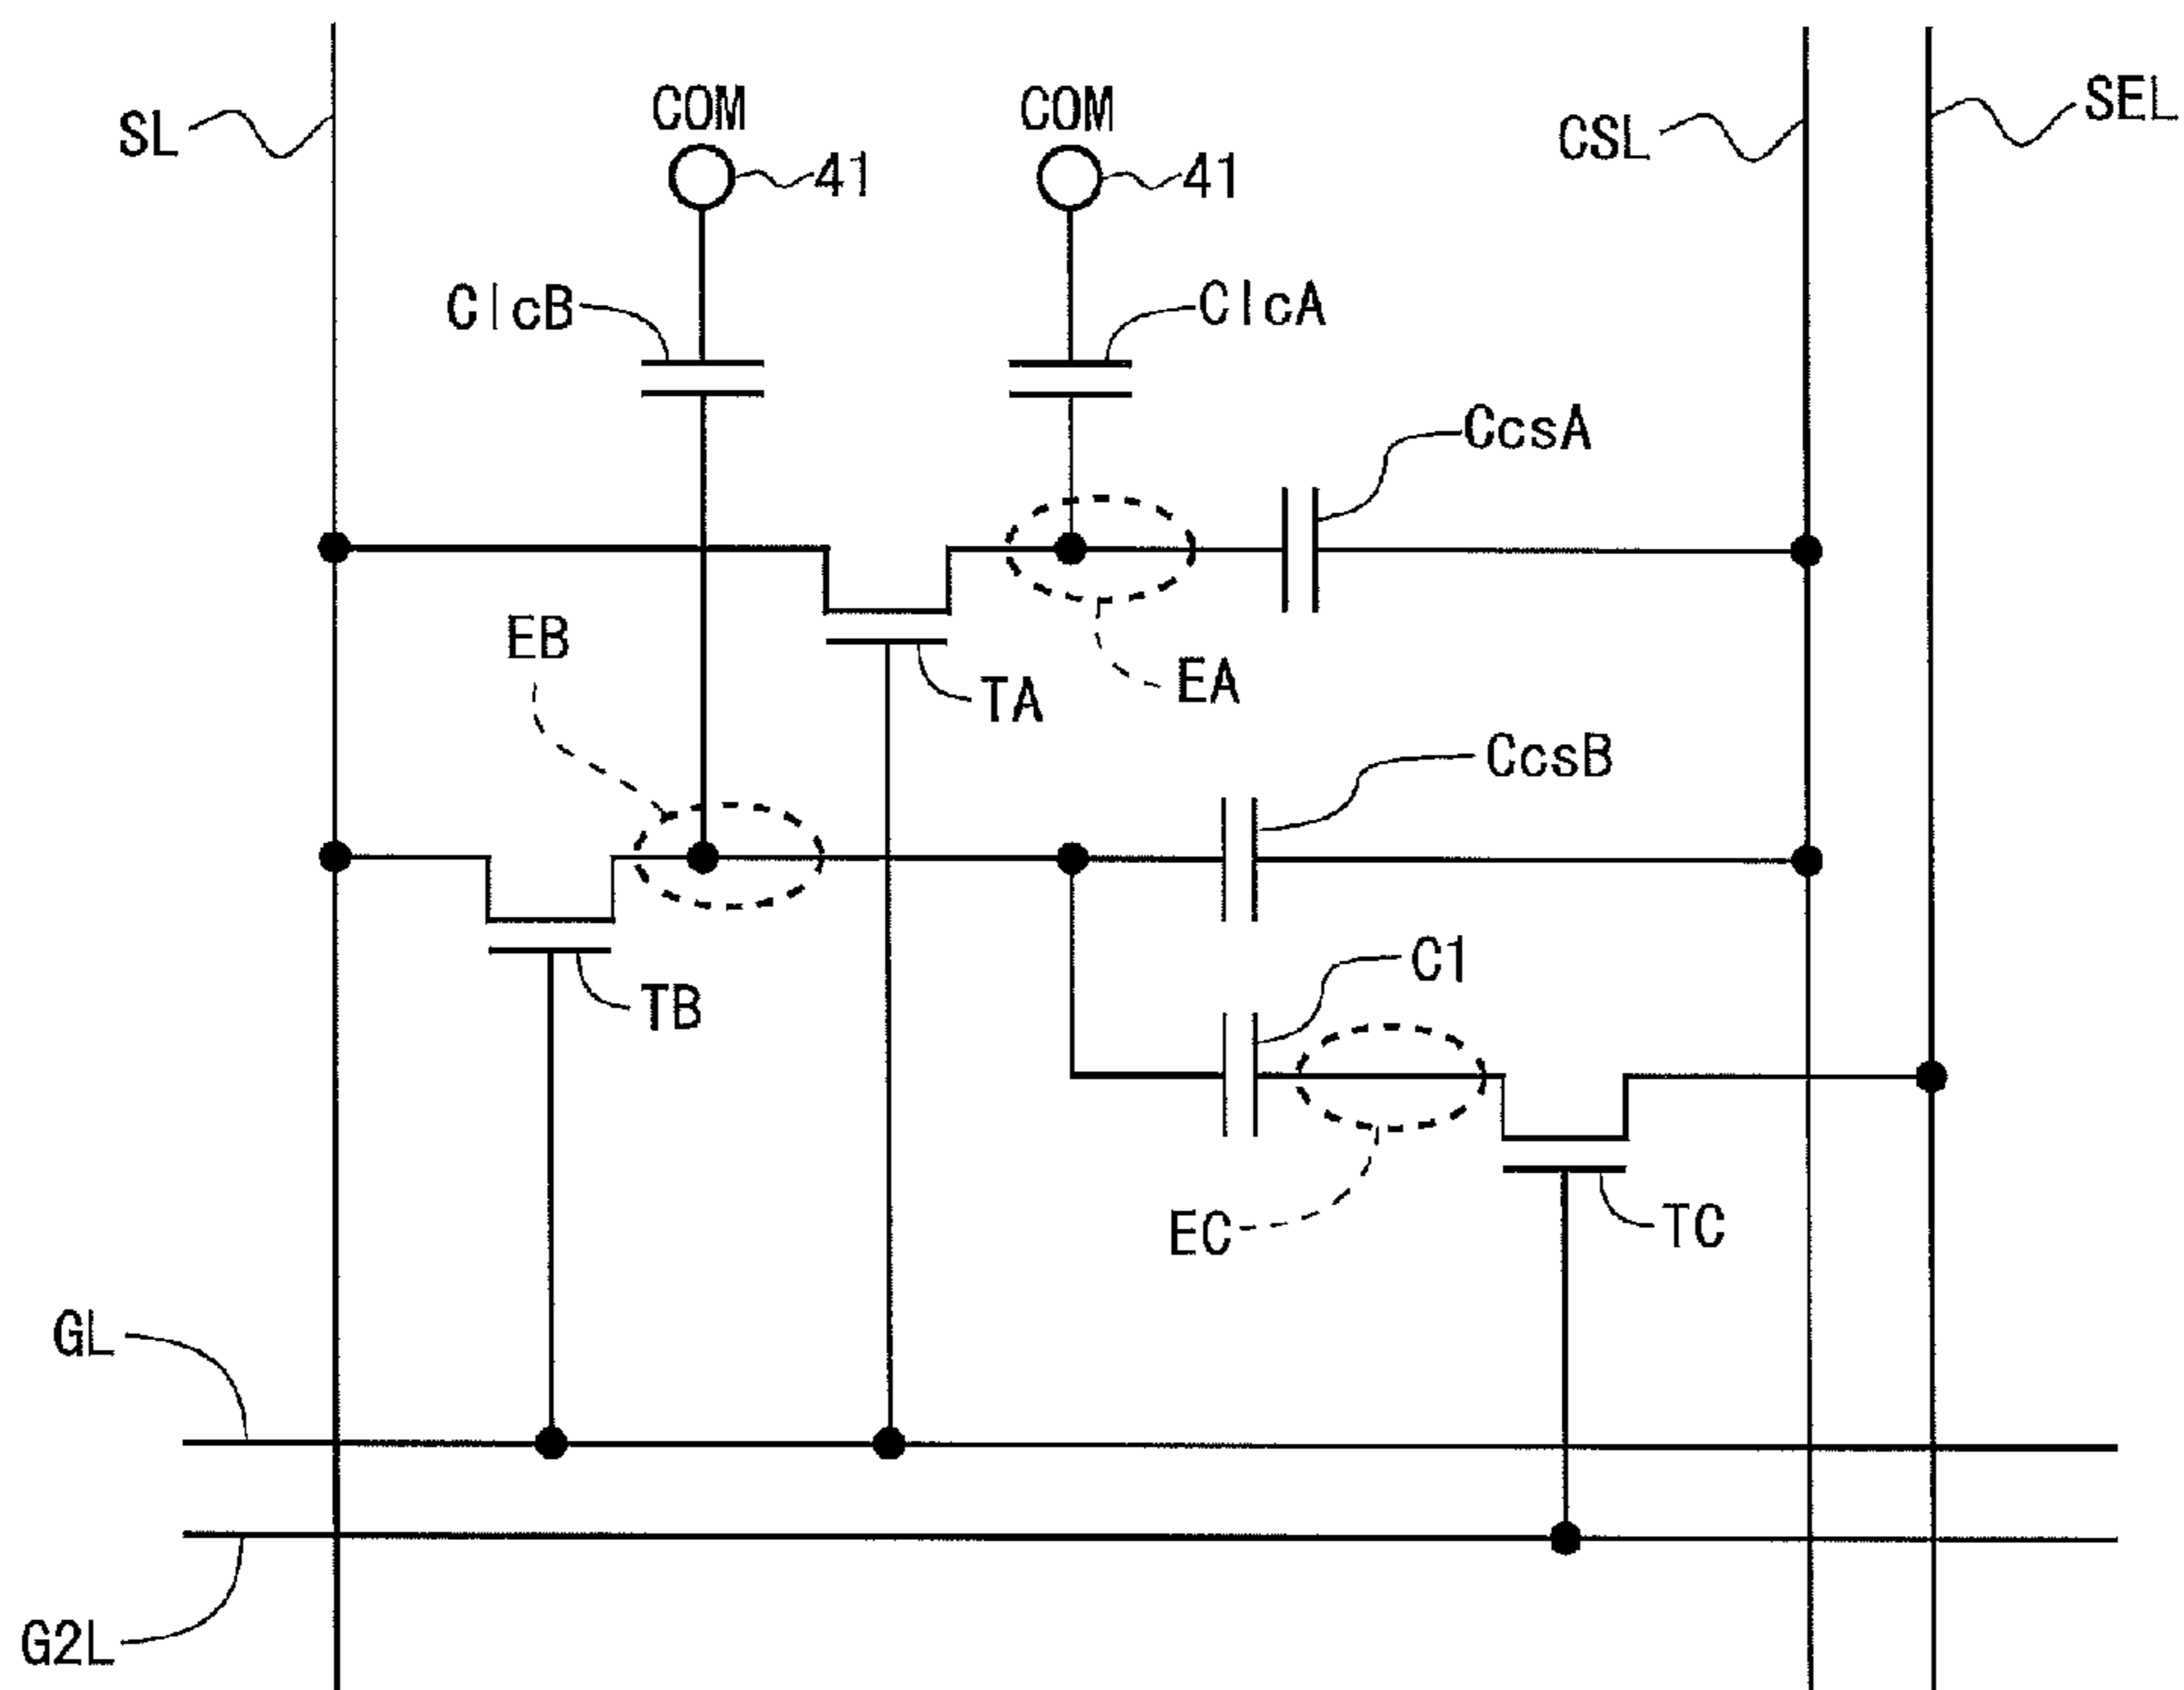 COM
COM
SEL
SL
CSL
41
41
ClcB
ClcA
CcsA
EB
EA
TA
CcsB
C1
TB
EC
TC
GL
G2L